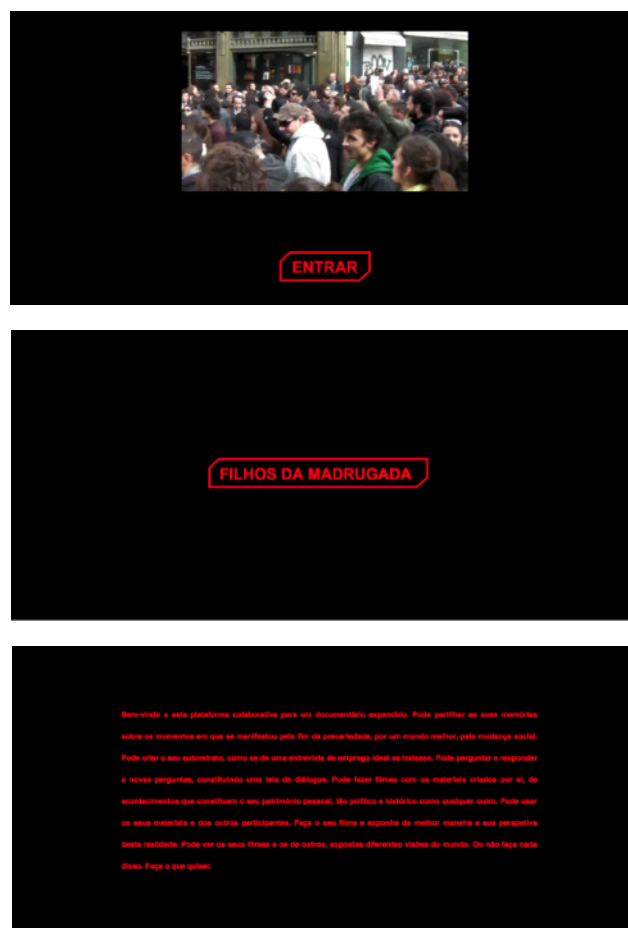 ENTRAR
FILHOS DA MADRUGADA
Bem-vindo a esta plataforma colaborativa para um documentário expandido. Pode partilhar as suas memórias
sobre os momentos em que se manifestou pelo fim da precariedade, por um mundo melhor, pela mudança social.
Pode criar o seu autorretrato, como se de uma entrevista de emprego ideal se tratasse. Pode perguntar e responder
a novas perguntas, constituindo uma teia de diálogos. Pode fazer filmes com os materiais criados por si, de
acontecimentos que constituem o seu património pessoal, tão político e histórico como qualquer outro. Pode usar
os seus materiais e dos outros participantes. Faça o seu filme e exponha da melhor maneira a sua perspetiva
desta realidade. Pode ver os seus filmes e os de outros, supostas diferentes visões do mundo. Ou não faça nada
disso. Faça o que quiser.